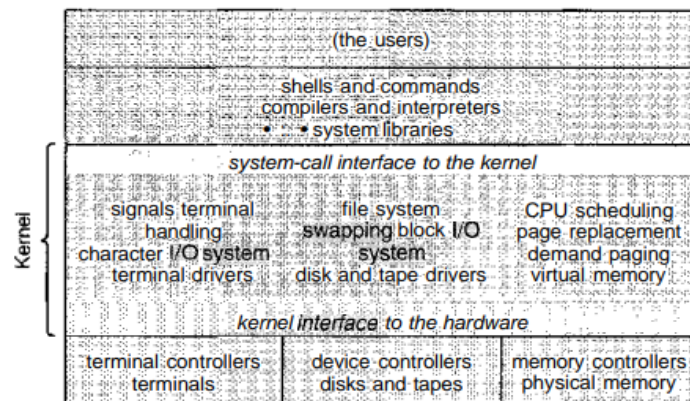 (the users)
shells and commands
compilers and interpreters
system libraries
system-call interface to the kernel
Kernel
signals terminal
handling
character I/O system
terminal drivers
file system
swapping block I/O
system
disk and tape drivers
CPU scheduling
page replacement
demand paging
virtual memory
kernel interface to the hardware
terminal controllers
terminals
device controllers
disks and tapes
memory controllers
physical memory